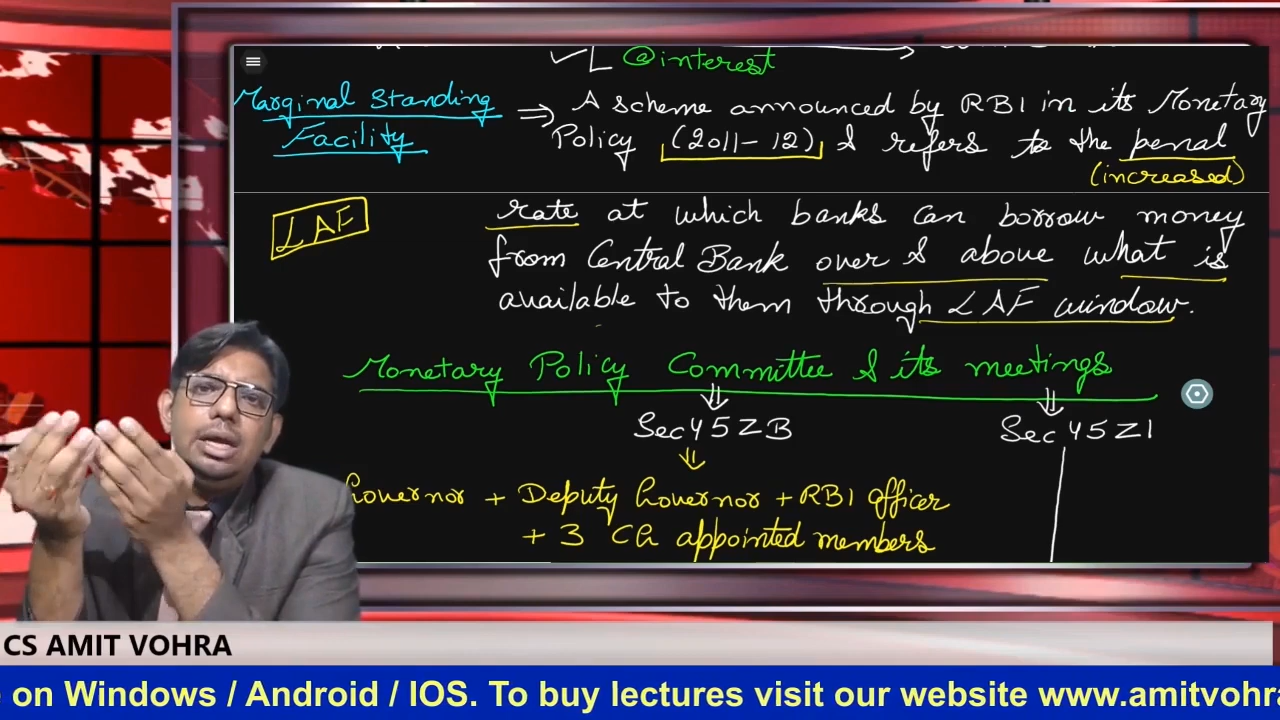 @interest
Marginal Standing ⇒ A scheme announced by RBI in its Monetary
Facility Policy (2011-12) & refers to the penal
(increased)
LAF rate at which banks can borrow money
from Central Bank over & above what is
available to them through LAF window.
Monetary Policy Committee & its meetings
Sec 45ZB Sec 45ZI
Governor + Deputy Governor + RBI officer
+ 3 CG appointed members
CS AMIT VOHRA
on Windows / Android / IOS. To buy lectures visit our website www.amitvohra